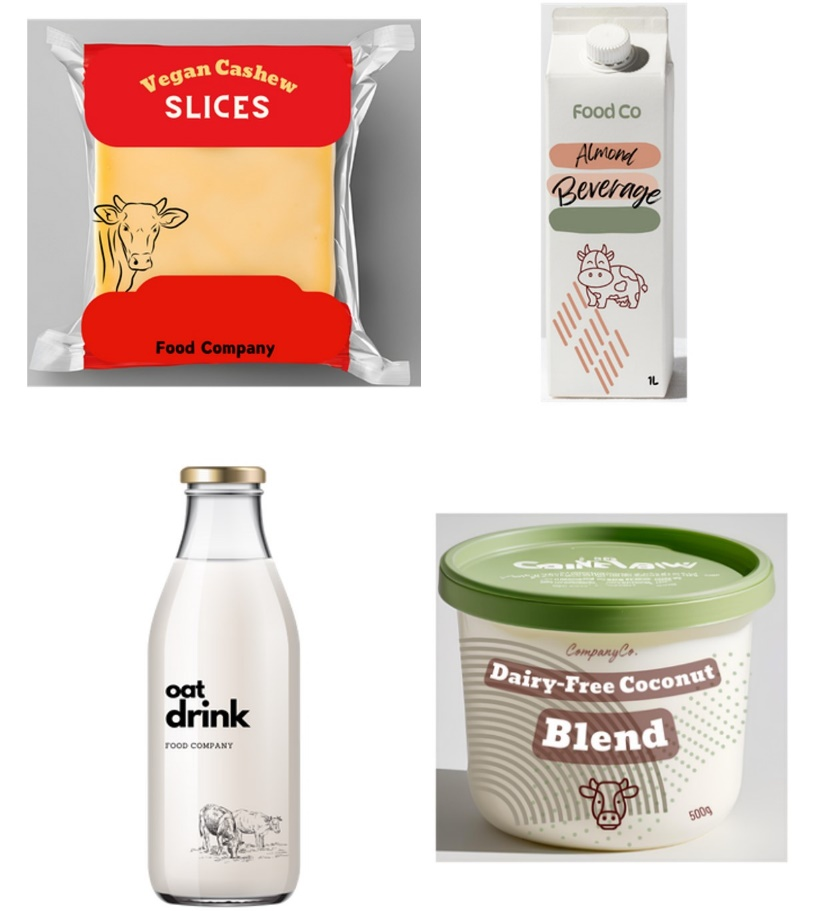 Vegan Cashew
SLICES
Food Company
Food Co
Almond
Beverage
1L
oat
drink
FOOD COMPANY
CompanyCo.
Dairy-Free Coconut
Blend
500g